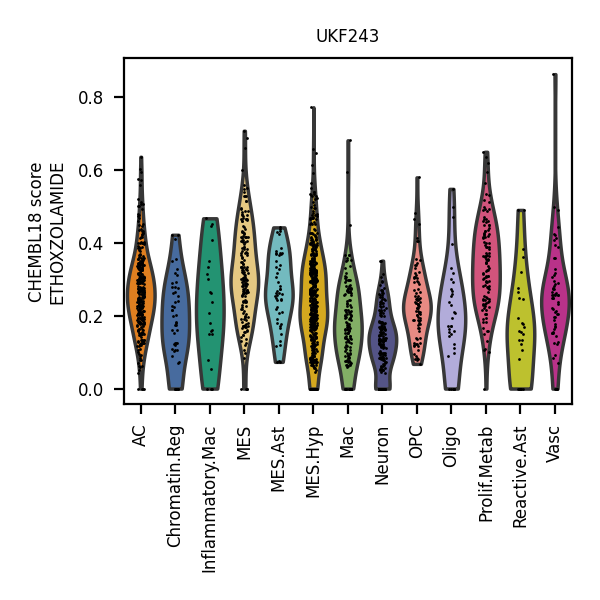 UKF243
CHEMBL18 score
ETHOXZOLAMIDE
0.8
0.6
0.4
0.2
0.0
AC
Chromatin.Reg
Inflammatory.Mac
MES
MES.Ast
MES.Hyp
Mac
Neuron
OPC
Oligo
Prolif.Metab
Reactive.Ast
Vasc